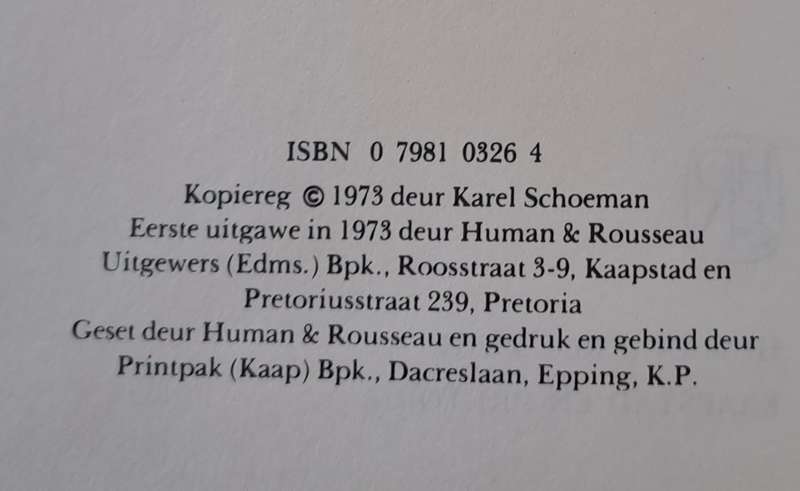 ISBN 0 7981 0326 4
Kopiereg © 1973 deur Karel Schoeman
Eerste uitgawe in 1973 deur Human & Rousseau
Uitgewers (Edms.) Bpk., Roosstraat 3-9, Kaapstad en
Pretoriusstraat 239, Pretoria
Geset deur Human & Rousseau en gedruk en gebind deur
Printpak (Kaap) Bpk., Dacreslaan, Epping, K.P.